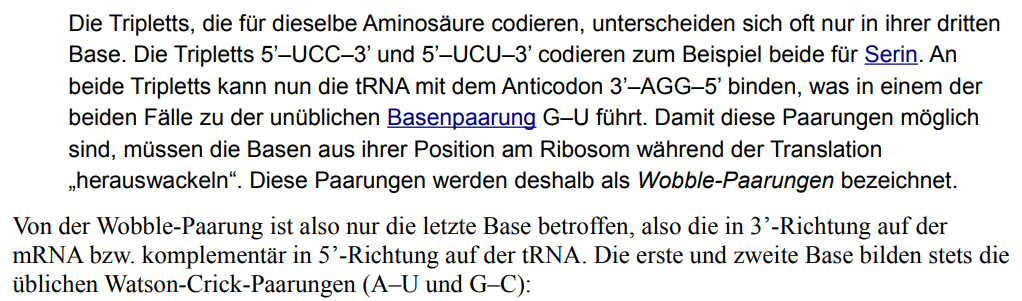 Die Tripletts, die für dieselbe Aminosäure codieren, unterscheiden sich oft nur in ihrer dritten
Base. Die Tripletts 5’–UCC–3’ und 5’–UCU–3’ codieren zum Beispiel beide für Serin. An
beide Tripletts kann nun die tRNA mit dem Anticodon 3’–AGG–5’ binden, was in einem der
beiden Fälle zu der unüblichen Basenpaarung G–U führt. Damit diese Paarungen möglich
sind, müssen die Basen aus ihrer Position am Ribosom während der Translation
„herauswackeln“. Diese Paarungen werden deshalb als Wobble-Paarungen bezeichnet.
Von der Wobble-Paarung ist also nur die letzte Base betroffen, also die in 3’-Richtung auf der
mRNA bzw. komplementär in 5’-Richtung auf der tRNA. Die erste und zweite Base bilden stets die
üblichen Watson-Crick-Paarungen (A–U und G–C):